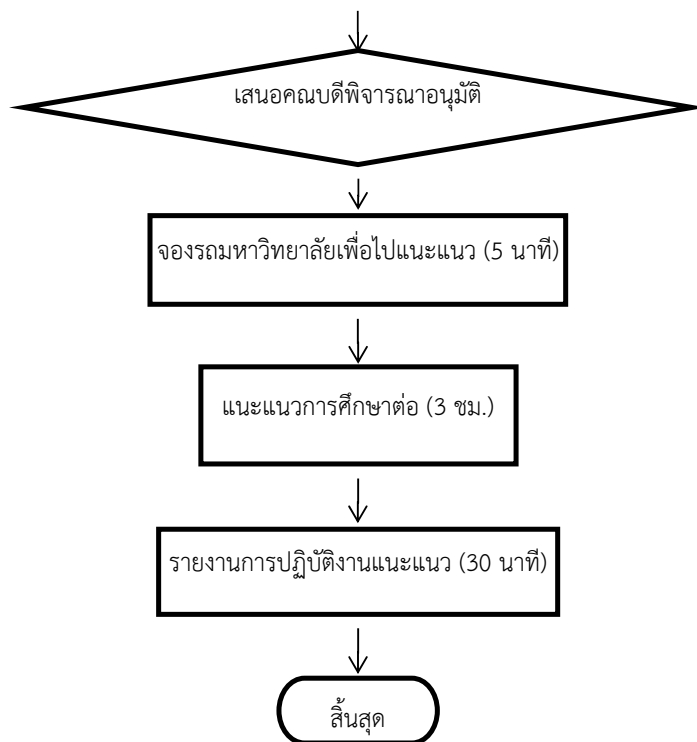 เสนอคณบดีพิจารณาอนุมัติ
จองรถมหาวิทยาลัยเพื่อไปแนะแนว (5 นาที)
แนะแนวการศึกษาต่อ (3 ชม.)
รายงานการปฏิบัติงานแนะแนว (30 นาที)
สิ้นสุด